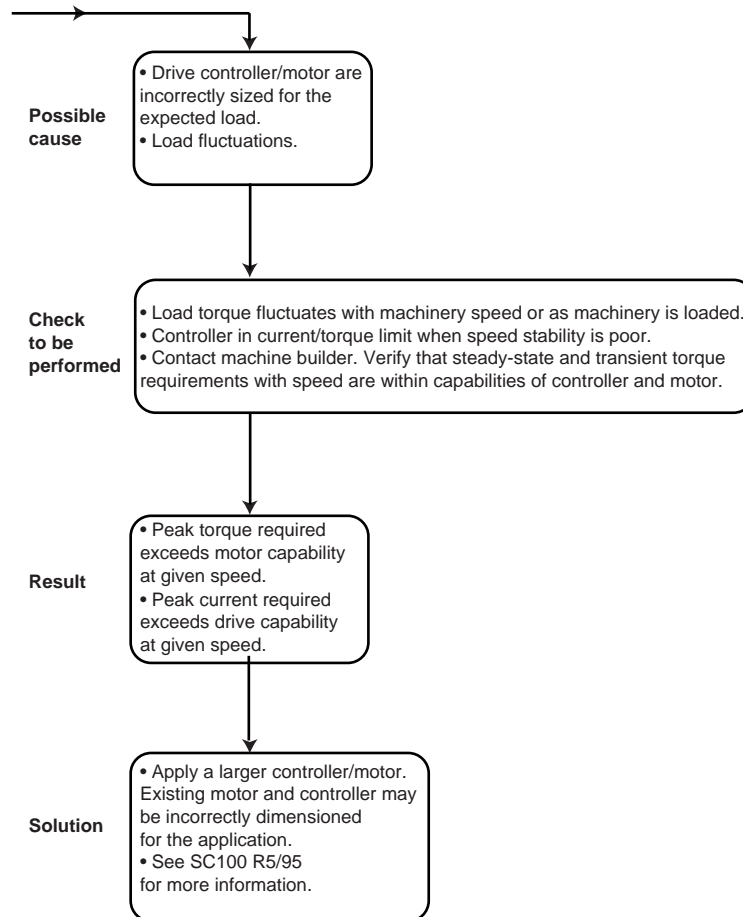 Possible
cause
• Drive controller/motor are
incorrectly sized for the
expected load.
• Load fluctuations.
Check
to be
performed
• Load torque fluctuates with machinery speed or as machinery is loaded.
• Controller in current/torque limit when speed stability is poor.
• Contact machine builder. Verify that steady-state and transient torque
requirements with speed are within capabilities of controller and motor.
Result
• Peak torque required
exceeds motor capability
at given speed.
• Peak current required
exceeds drive capability
at given speed.
Solution
• Apply a larger controller/motor.
Existing motor and controller may
be incorrectly dimensioned
for the application.
• See SC100 R5/95
for more information.